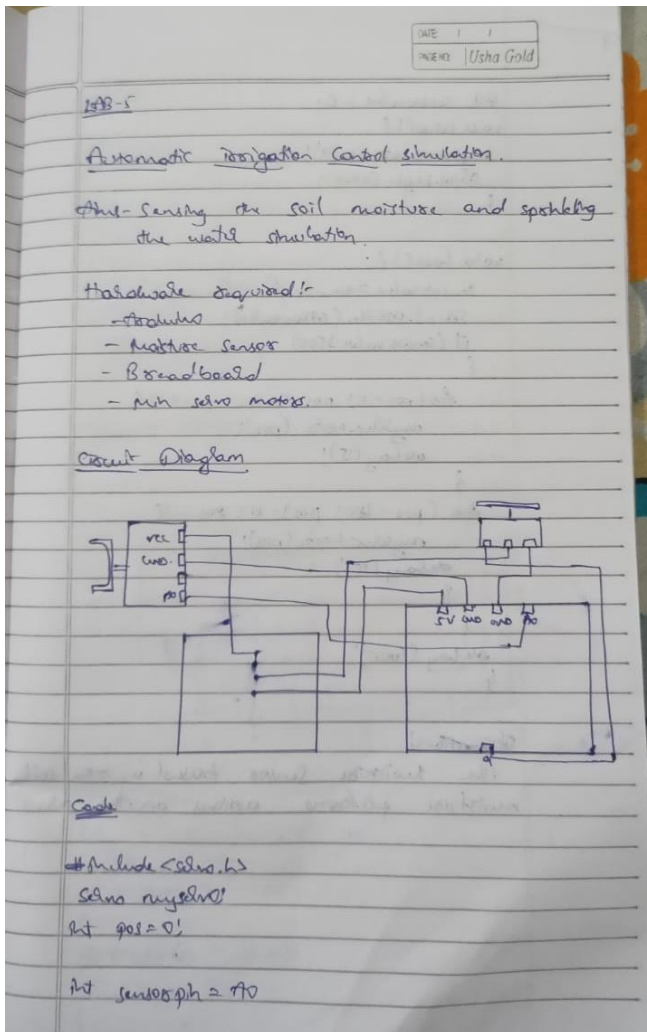 DATE / /
PAGE NO. Usha Gold
LAB-5
Automatic irrigation Control simulation.
Aim:- Sensing the soil moisture and sprinkling
the water simulation.
Hardware required:-
- Arduino
- Moisture sensor
- Breadboard
- Mini servo motors.
Circuit Diagram
VCC
GND.
A0
5V GND GND A0
9
Code
#include <servo.h>
Servo myservo;
int pos = 0;
int sensorpin = A0